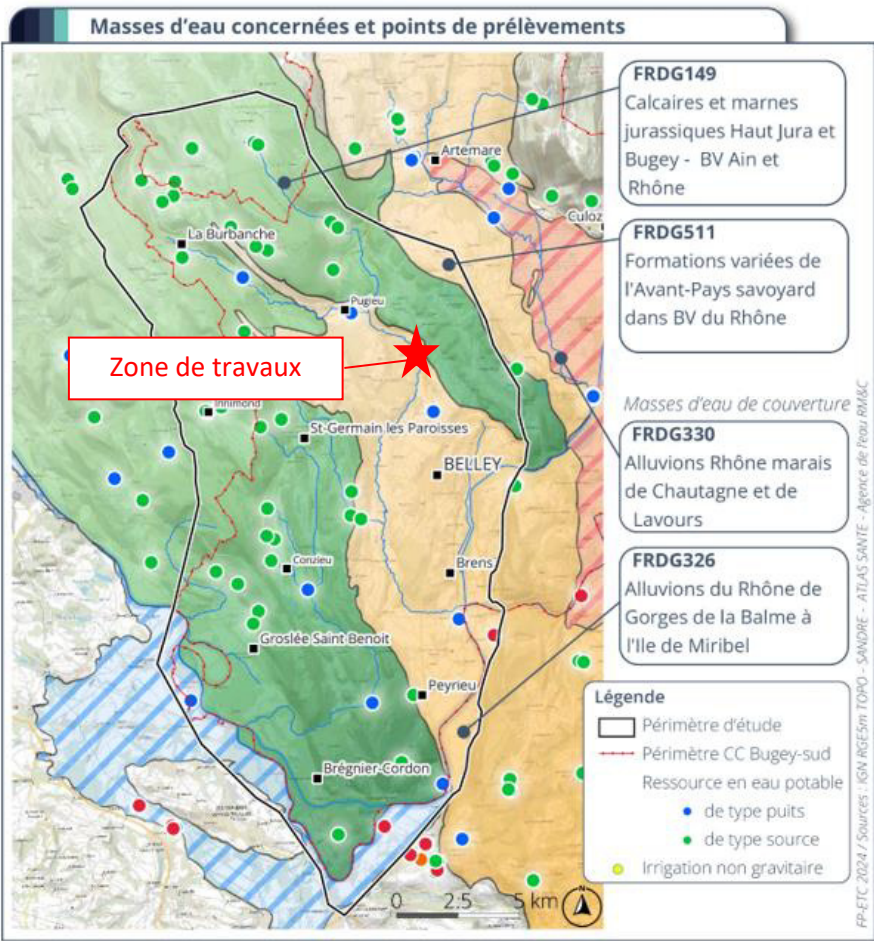 Masses d'eau concernées et points de prélèvements
FRDG149
Calcaires et marnes
jurassiques Haut Jura et
Bugey - BV Ain et
Rhône
Artemare
Culoz
La Burbanche
FRDG511
Formations variées de
l'Avant-Pays savoyard
dans BV du Rhône
Pugieu
Zone de travaux
Innimond
St-Germain les Paroisses
Masses d'eau de couverture
FRDG330
Alluvions Rhône marais
de Chautagne et de
Lavours
BELLEY
Conzieu
Brens
FRDG326
Alluvions du Rhône de
Gorges de la Balme à
l'Ile de Miribel
Groslée Saint Benoit
Peyrieu
Brégnier-Cordon
Légende
Périmètre d'étude
Périmètre CC Bugey-sud
Ressource en eau potable
de type puits
de type source
Irrigation non gravitaire
0 2.5 5 km
N
FP-ETC 2024 / Sources : IGN RGE5m TOPO - SANDRE - ATLAS SANTE - Agence de l'eau RM&C